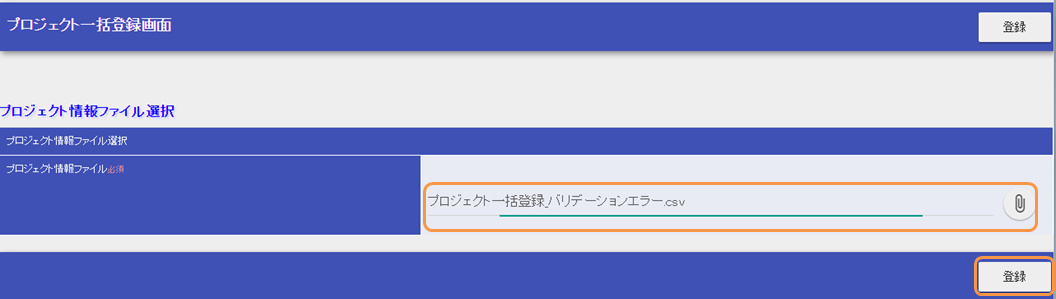 プロジェクト一括登録画面
登録
プロジェクト情報ファイル選択
プロジェクト情報ファイル選択
プロジェクト情報ファイル必須
プロジェクト一括登録_バリデーションエラー.csv
登録